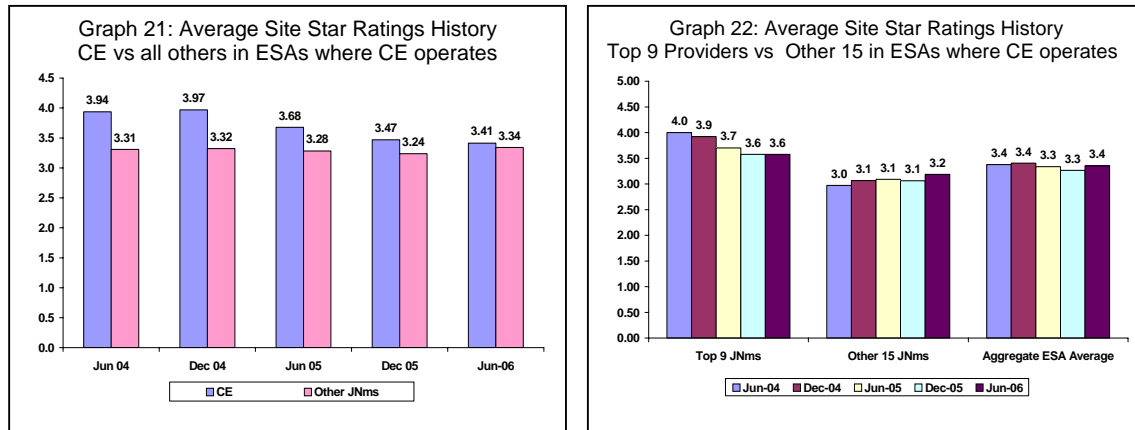 Graph 21: Average Site Star Ratings History
CE vs all others in ESAs where CE operates
4.5
4.0
3.5
3.0
2.5
2.0
1.5
1.0
0.5
0.0
3.94
3.31
3.97
3.32
3.68
3.28
3.47
3.24
3.41
3.34
Jun 04
Dec 04
Jun 05
Dec 05
Jun-06
CE
Other JNms
Graph 22: Average Site Star Ratings History
Top 9 Providers vs Other 15 in ESAs where CE operates
5.00
4.50
4.00
3.50
3.00
2.50
2.00
1.50
1.00
0.50
0.00
4.0
3.9
3.7
3.6
3.6
3.0
3.1
3.1
3.1
3.2
3.4
3.4
3.3
3.3
3.4
Top 9 JNms
Other 15 JNms
Aggregate ESA Average
Jun-04
Dec-04
Jun-05
Dec-05
Jun-06